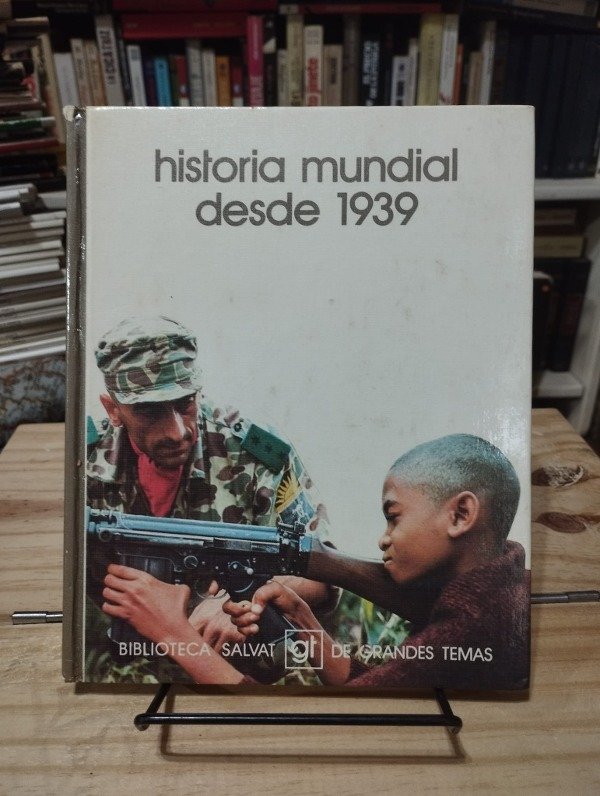 historia mundial
desde 1939
BIBLIOTECA SALVAT gt DE GRANDES TEMAS